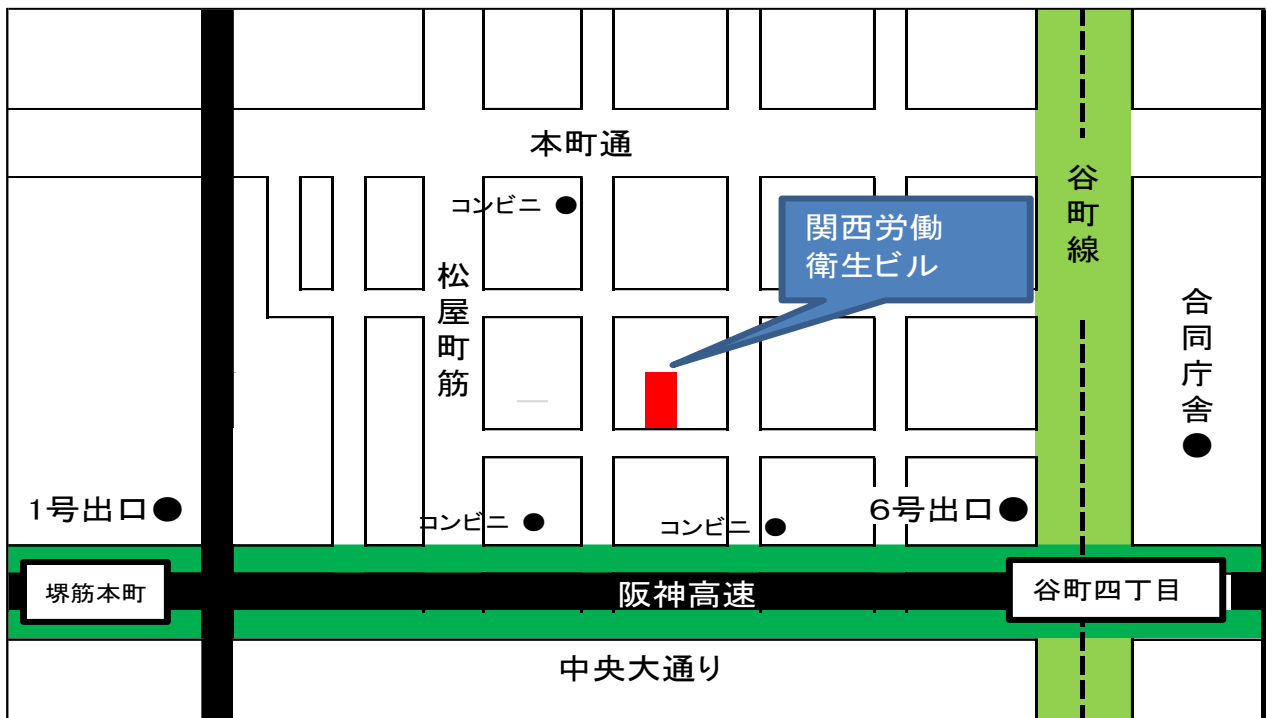 本町通
コンビニ
谷町線
関西労働
衛生ビル
松屋町筋
合同庁舎
1号出口
コンビニ
コンビニ
6号出口
堺筋本町
阪神高速
谷町四丁目
中央大通り